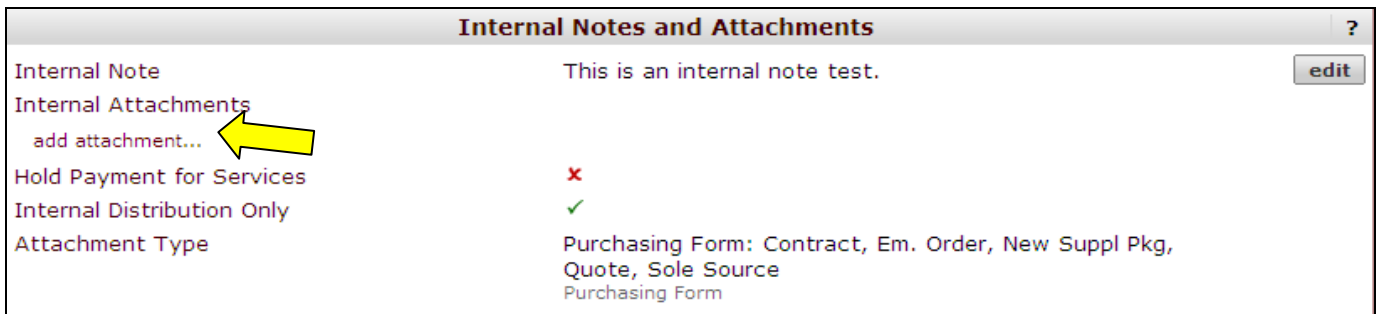 Internal Notes and Attachments ?
Internal Note This is an internal note test. edit
Internal Attachments
add attachment...
Hold Payment for Services ✘
Internal Distribution Only ✓
Attachment Type Purchasing Form: Contract, Em. Order, New Suppl Pkg,
Quote, Sole Source
Purchasing Form